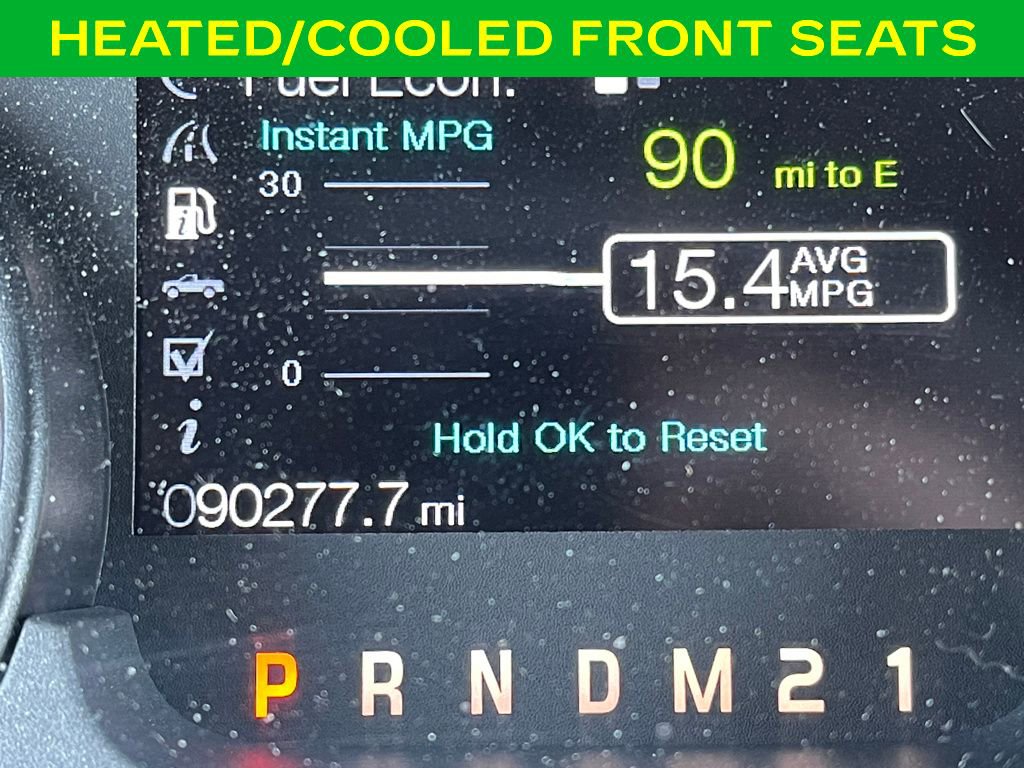 HEATED/COOLED FRONT SEATS
Fuel Econ.
Instant MPG
90 mi to E
30
15.4 AVG MPG
0
i
Hold OK to Reset
090277.7 mi
P R N D M 2 1